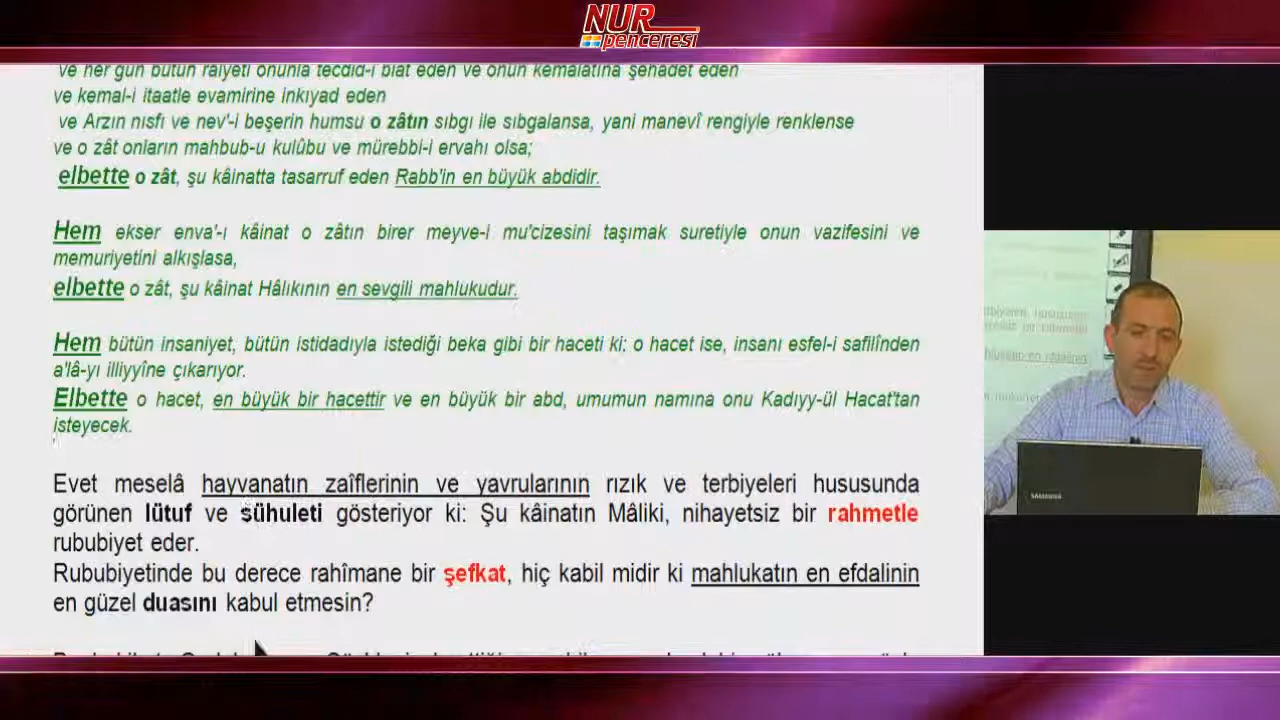 NUR
penceresi
ve her gün bütün raiyeti onunla tecdid-i biat eden ve onun kemalatına şehadet eden
ve kemal-i itaatle evamirine inkıyad eden
ve Arzın nısfı ve nev'-i beşerin humsu o zâtın sıbgı ile sıbgalansa, yani manevî rengiyle renklense
ve o zât onların mahbub-u kulûbu ve mürebbi-i ervahı olsa;
elbette o zât, şu kâinatta tasarruf eden Rabb'in en büyük abdidir.
Hem ekser enva'-ı kâinat o zâtın birer meyve-i mu'cizesini taşımak suretiyle onun vazifesini ve
memuriyetini alkışlasa,
elbette o zât, şu kâinat Hâlıkının en sevgili mahlukudur.
Hem bütün insaniyet, bütün istidadıyla istediği beka gibi bir haceti ki; o hacet ise, insanı esfel-i safilînden
a'lâ-yı illiyyîne çıkarıyor.
Elbette o hacet, en büyük bir hacettir ve en büyük bir abd, umumun namına onu Kadıyy-ül Hacat'tan
isteyecek.
Evet meselâ hayvanatın zaîflerinin ve yavrularının rızık ve terbiyeleri hususunda
görünen lütuf ve sühuleti gösteriyor ki: Şu kâinatın Mâliki, nihayetsiz bir rahmetle
rububiyet eder.
Rububiyetinde bu derece rahîmane bir şefkat, hiç kabil midir ki mahlukatın en efdalinin
en güzel duasını kabul etmesin?
SAMSUNG